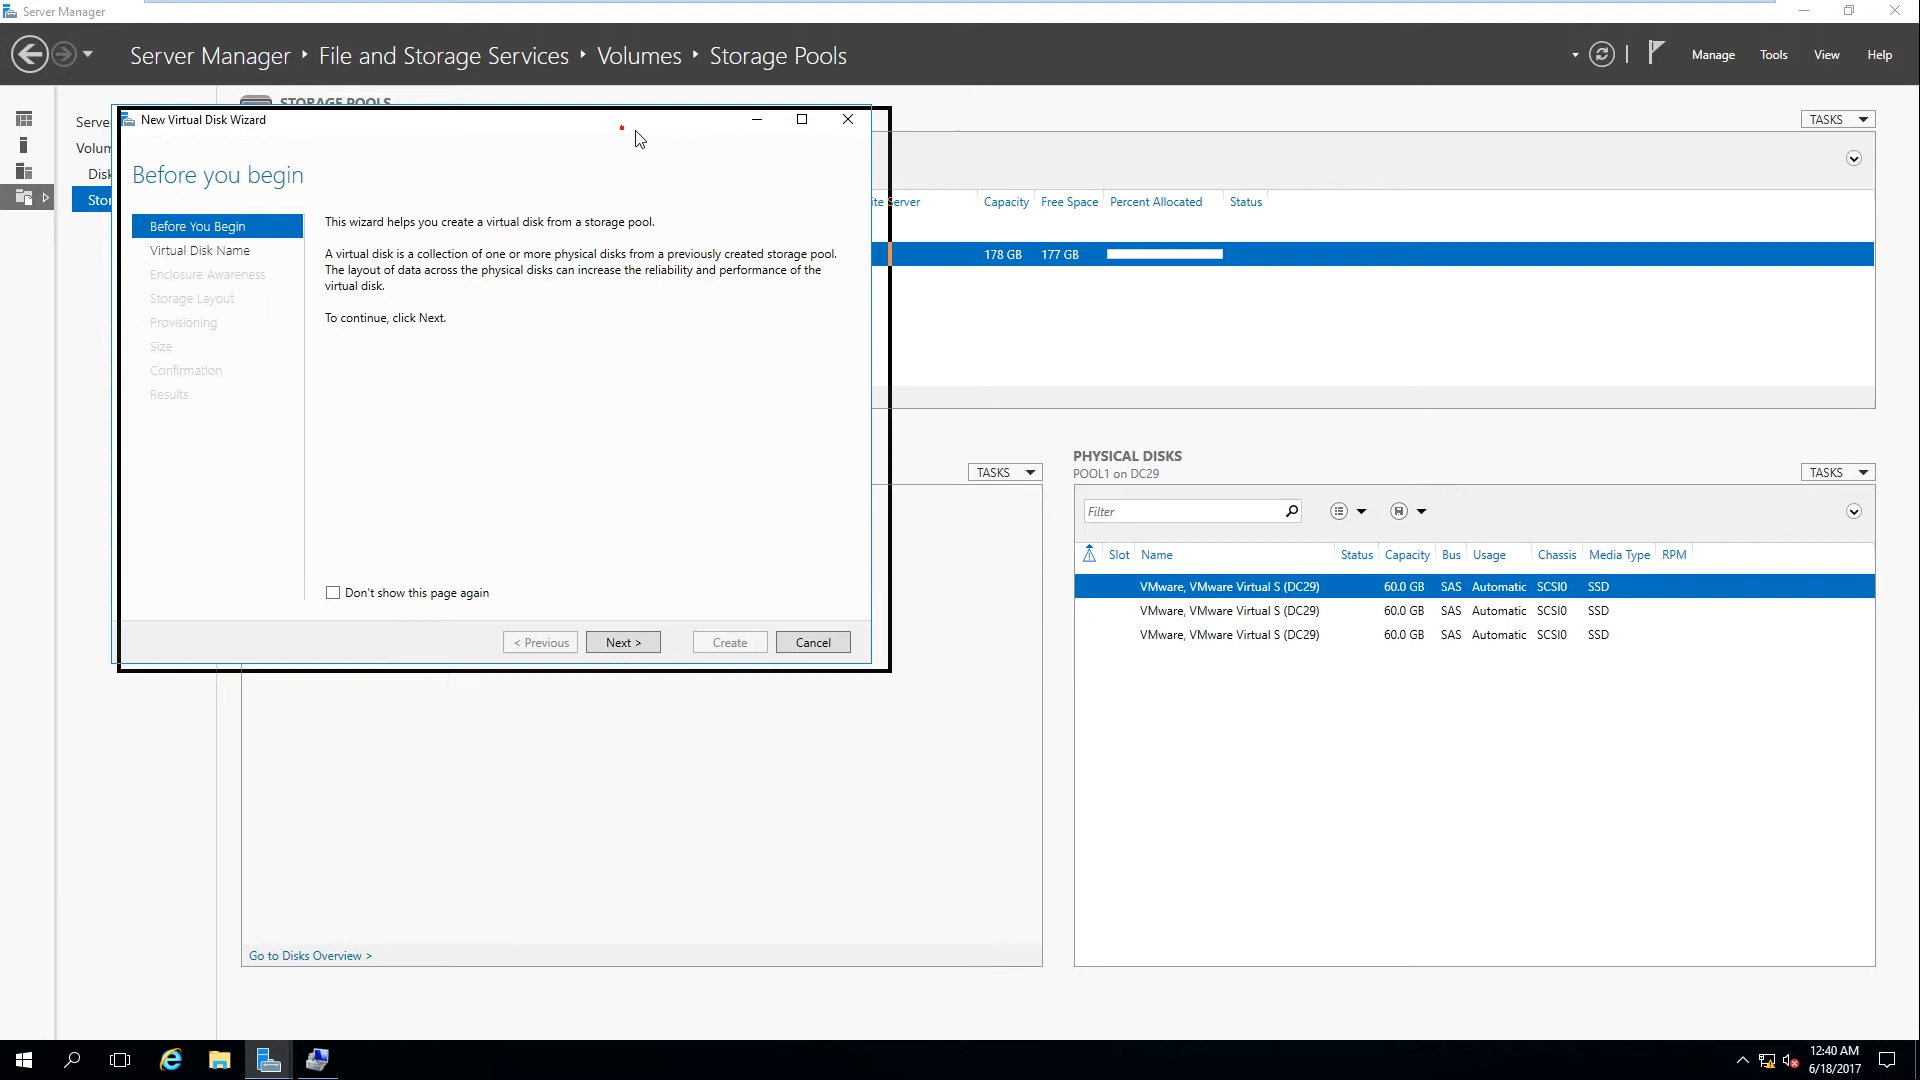 Server Manager
Server Manager ‣ File and Storage Services ‣ Volumes ‣ Storage Pools
Manage Tools View Help
STORAGE POOLS
TASKS
Serve
Volum
Disk
Stor
New Virtual Disk Wizard
Before you begin
Before You Begin
Virtual Disk Name
Enclosure Awareness
Storage Layout
Provisioning
Size
Confirmation
Results
This wizard helps you create a virtual disk from a storage pool.
A virtual disk is a collection of one or more physical disks from a previously created storage pool.
The layout of data across the physical disks can increase the reliability and performance of the
virtual disk.
To continue, click Next.
Don't show this page again
< Previous Next > Create Cancel
ite Server Capacity Free Space Percent Allocated Status
178 GB 177 GB
TASKS
PHYSICAL DISKS
POOL1 on DC29
TASKS
Filter
Slot Name Status Capacity Bus Usage Chassis Media Type RPM
VMware, VMware Virtual S (DC29) 60.0 GB SAS Automatic SCSI0 SSD
VMware, VMware Virtual S (DC29) 60.0 GB SAS Automatic SCSI0 SSD
VMware, VMware Virtual S (DC29) 60.0 GB SAS Automatic SCSI0 SSD
Go to Disks Overview >
12:40 AM
6/18/2017